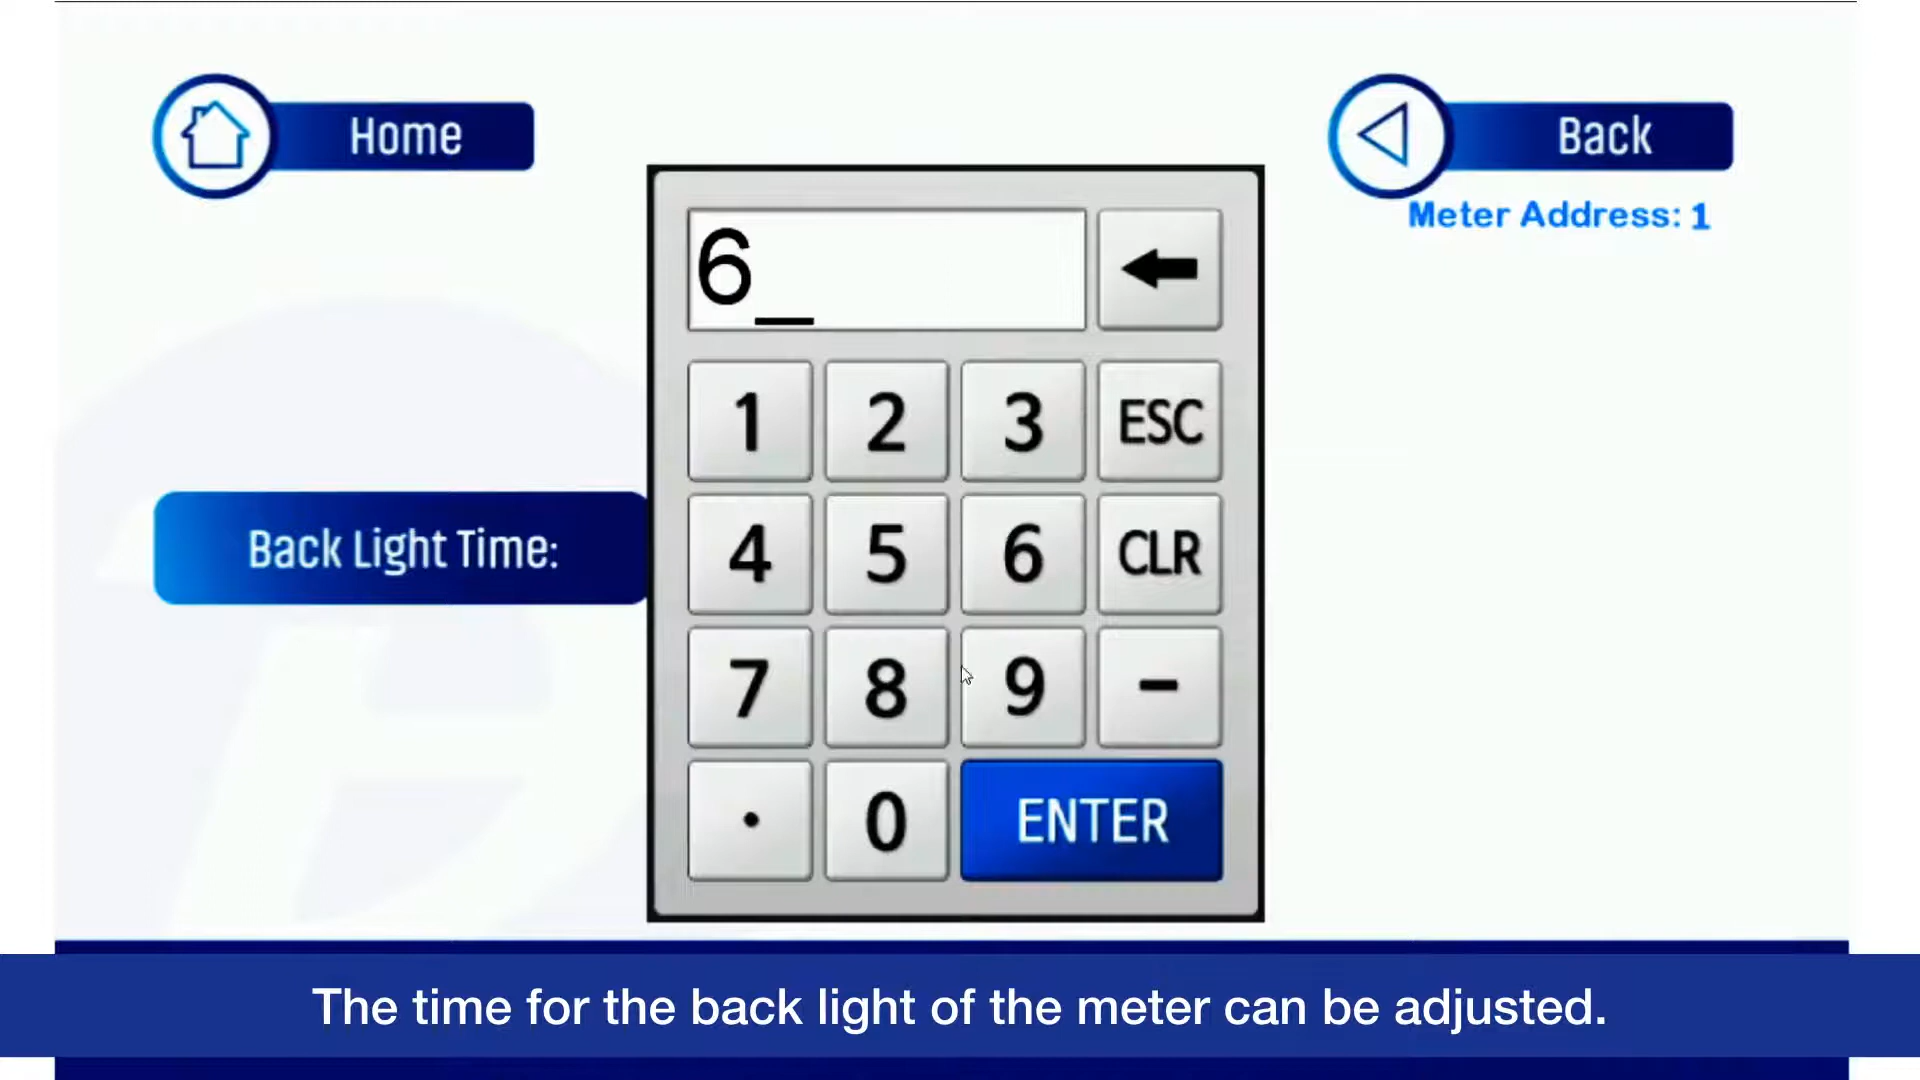 Home
Back
Meter Address: 1
6_
1 2 3 ESC
4 5 6 CLR
Back Light Time:
7 8 9 -
. 0 ENTER
The time for the back light of the meter can be adjusted.